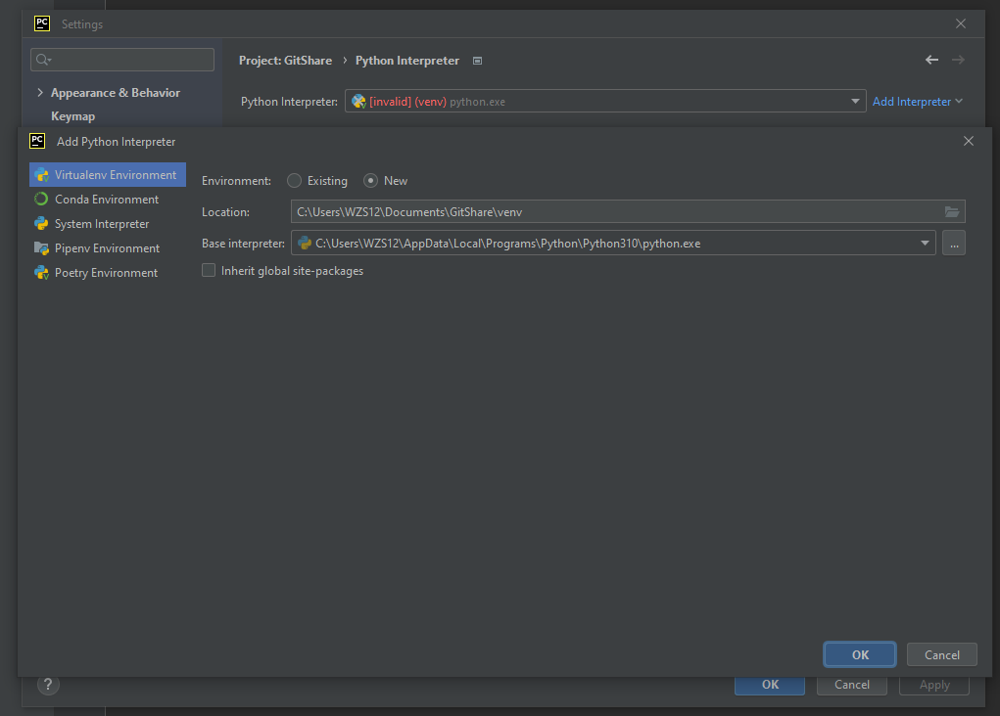 PC Settings
Project: GitShare › Python Interpreter
Appearance & Behavior
Python Interpreter: [invalid] (venv) python.exe Add Interpreter
Keymap
PC Add Python Interpreter
Virtualenv Environment
Conda Environment
System Interpreter
Pipenv Environment
Poetry Environment
Environment: Existing New
Location: C:\Users\WZS12\Documents\GitShare\venv
Base interpreter: C:\Users\WZS12\AppData\Local\Programs\Python\Python310\python.exe ...
Inherit global site-packages
OK Cancel
? OK Cancel Apply